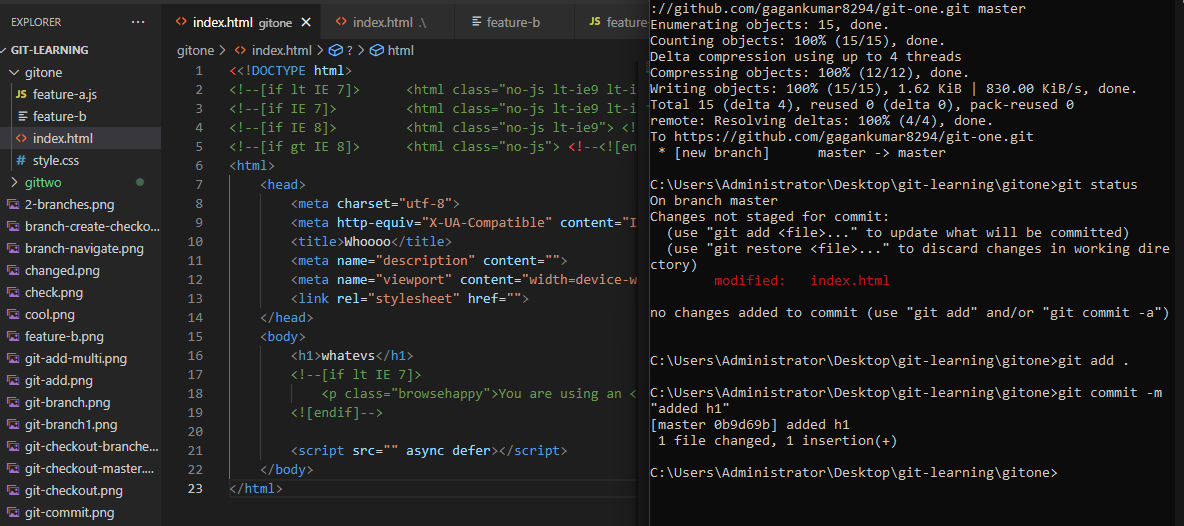 EXPLORER ...
GIT-LEARNING
gitone
JS feature-a.js
feature-b
<> index.html
# style.css
gittwo
2-branches.png
branch-create-checko...
branch-navigate.png
changed.png
check.png
cool.png
feature-b.png
git-add-multi.png
git-add.png
git-branch.png
git-branch1.png
git-checkout-branche...
git-checkout-master....
git-checkout.png
git-commit.png
<> index.html gitone ×
<> index.html .\
feature-b
JS feature
gitone > <> index.html > ? > html
1 <<!DOCTYPE html>
2 <!--[if lt IE 7]> <html class="no-js lt-ie9 lt-i
3 <!--[if IE 7]> <html class="no-js lt-ie9 lt-i
4 <!--[if IE 8]> <html class="no-js lt-ie9"> <!
5 <!--[if gt IE 8]> <html class="no-js"> <!--<![en
6 <html>
7 <head>
8 <meta charset="utf-8">
9 <meta http-equiv="X-UA-Compatible" content="I
10 <title>Whoooo</title>
11 <meta name="description" content="">
12 <meta name="viewport" content="width=device-w
13 <link rel="stylesheet" href="">
14 </head>
15 <body>
16 <h1>whatevs</h1>
17 <!--[if lt IE 7]>
18 <p class="browsehappy">You are using an <
19 <![endif]-->
20
21 <script src="" async defer></script>
22 </body>
23 </html>
://github.com/gagankumar8294/git-one.git master
Enumerating objects: 15, done.
Counting objects: 100% (15/15), done.
Delta compression using up to 4 threads
Compressing objects: 100% (12/12), done.
Writing objects: 100% (15/15), 1.62 KiB | 830.00 KiB/s, done.
Total 15 (delta 4), reused 0 (delta 0), pack-reused 0
remote: Resolving deltas: 100% (4/4), done.
To https://github.com/gagankumar8294/git-one.git
* [new branch] master -> master
C:\Users\Administrator\Desktop\git-learning\gitone>git status
On branch master
Changes not staged for commit:
(use "git add <file>..." to update what will be committed)
(use "git restore <file>..." to discard changes in working dire
ctory)
modified: index.html
no changes added to commit (use "git add" and/or "git commit -a")
C:\Users\Administrator\Desktop\git-learning\gitone>git add .
C:\Users\Administrator\Desktop\git-learning\gitone>git commit -m
"added h1"
[master 0b9d69b] added h1
1 file changed, 1 insertion(+)
C:\Users\Administrator\Desktop\git-learning\gitone>